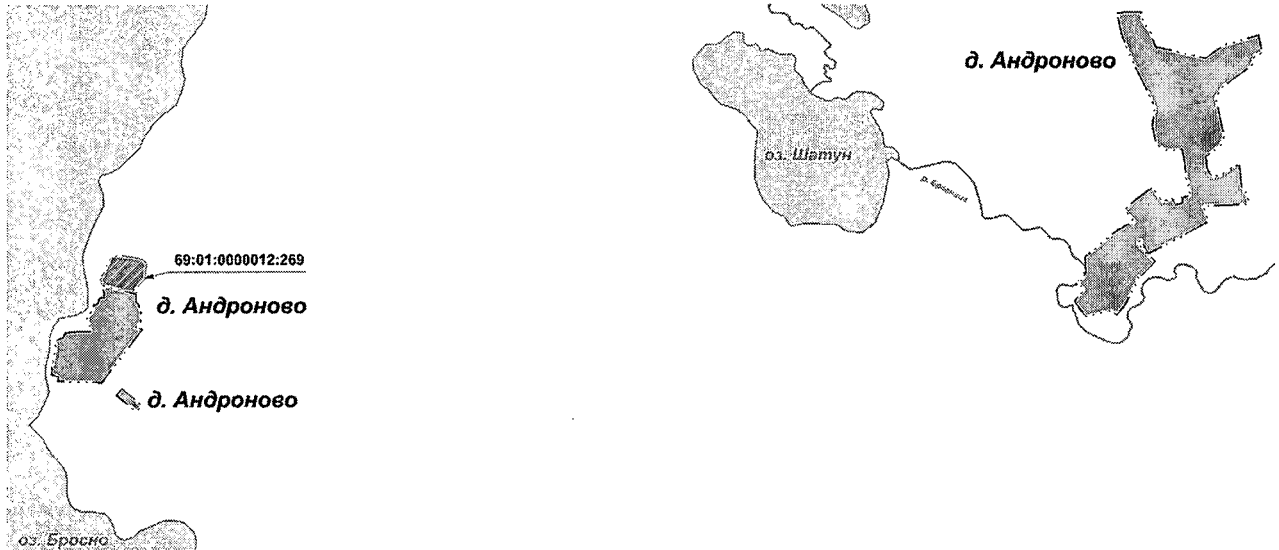 д. Андроново
оз. Шатун
69:01:0000012:269
д. Андроново
д. Андроново
оз. Бросно